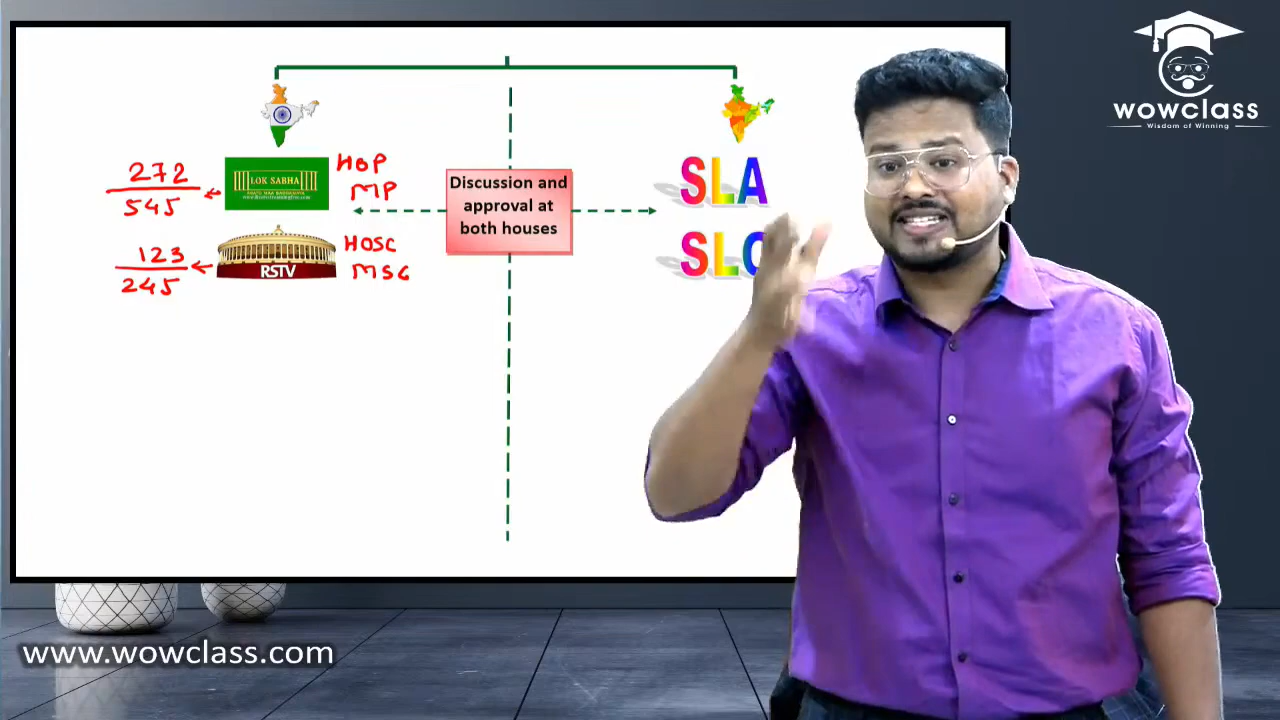 wowclass
Wisdom of Winning
272
545
LOK SABHA
HOP
MP
Discussion and
approval at
both houses
SLA
123
245
RSTV
HOSC
MSC
SLC
www.wowclass.com